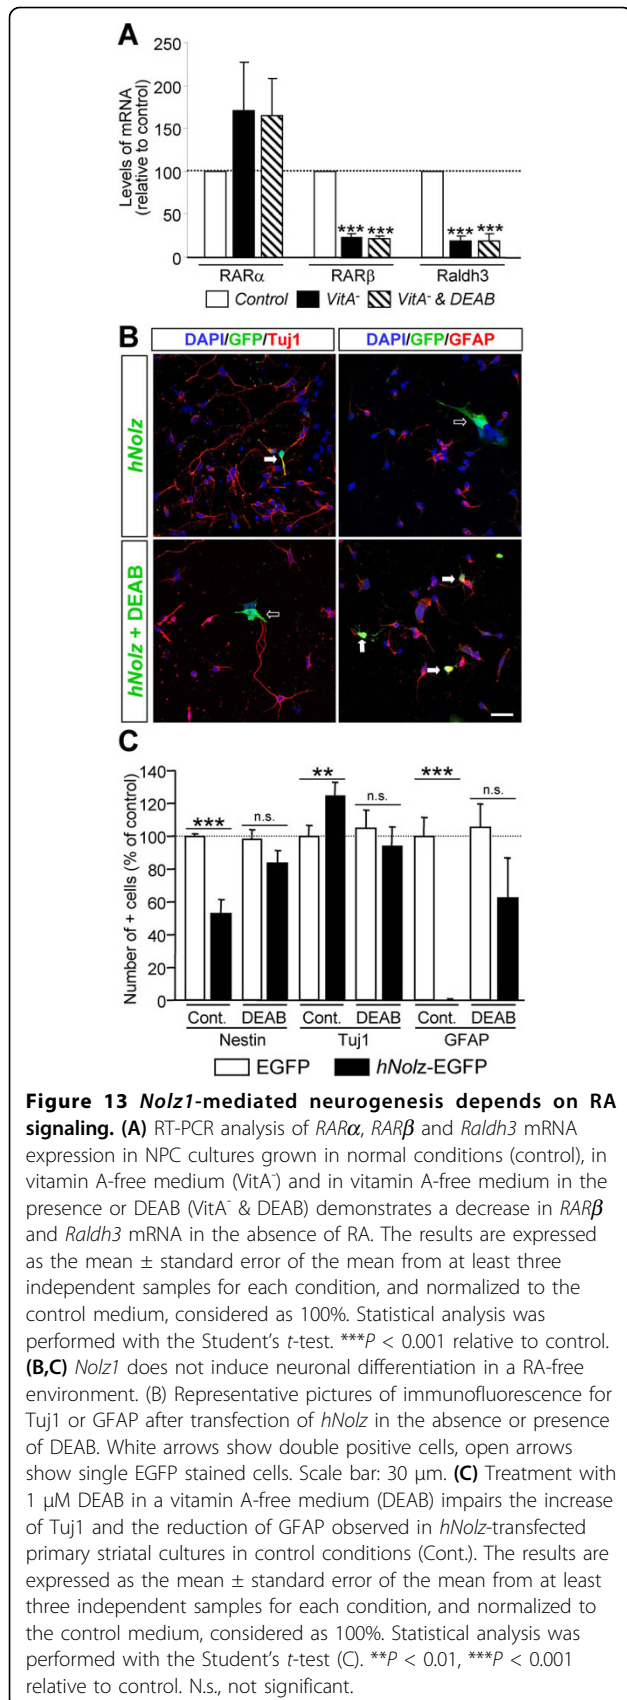 A
Levels of mRNA
(relative to control)
250
200
150
100
50
0
*** ***
*** ***
RARα RARβ Raldh3
Control VitA⁻ VitA⁻ & DEAB
B
DAPI/GFP/Tuj1 DAPI/GFP/GFAP
hNolz
hNolz + DEAB
C
Number of + cells (% of control)
140
120
100
80
60
40
20
0
*** n.s. ** n.s. *** n.s.
Cont. DEAB Cont. DEAB Cont. DEAB
Nestin Tuj1 GFAP
EGFP hNolz-EGFP
Figure 13 Nolz1-mediated neurogenesis depends on RA
signaling. (A) RT-PCR analysis of RARα, RARβ and Raldh3 mRNA
expression in NPC cultures grown in normal conditions (control), in
vitamin A-free medium (VitA⁻) and in vitamin A-free medium in the
presence or DEAB (VitA⁻ & DEAB) demonstrates a decrease in RARβ
and Raldh3 mRNA in the absence of RA. The results are expressed
as the mean ± standard error of the mean from at least three
independent samples for each condition, and normalized to the
control medium, considered as 100%. Statistical analysis was
performed with the Student's t-test. ***P < 0.001 relative to control.
(B,C) Nolz1 does not induce neuronal differentiation in a RA-free
environment. (B) Representative pictures of immunofluorescence for
Tuj1 or GFAP after transfection of hNolz in the absence or presence
of DEAB. White arrows show double positive cells, open arrows
show single EGFP stained cells. Scale bar: 30 μm. (C) Treatment with
1 μM DEAB in a vitamin A-free medium (DEAB) impairs the increase
of Tuj1 and the reduction of GFAP observed in hNolz-transfected
primary striatal cultures in control conditions (Cont.). The results are
expressed as the mean ± standard error of the mean from at least
three independent samples for each condition, and normalized to
the control medium, considered as 100%. Statistical analysis was
performed with the Student's t-test (C). **P < 0.01, ***P < 0.001
relative to control. N.s., not significant.